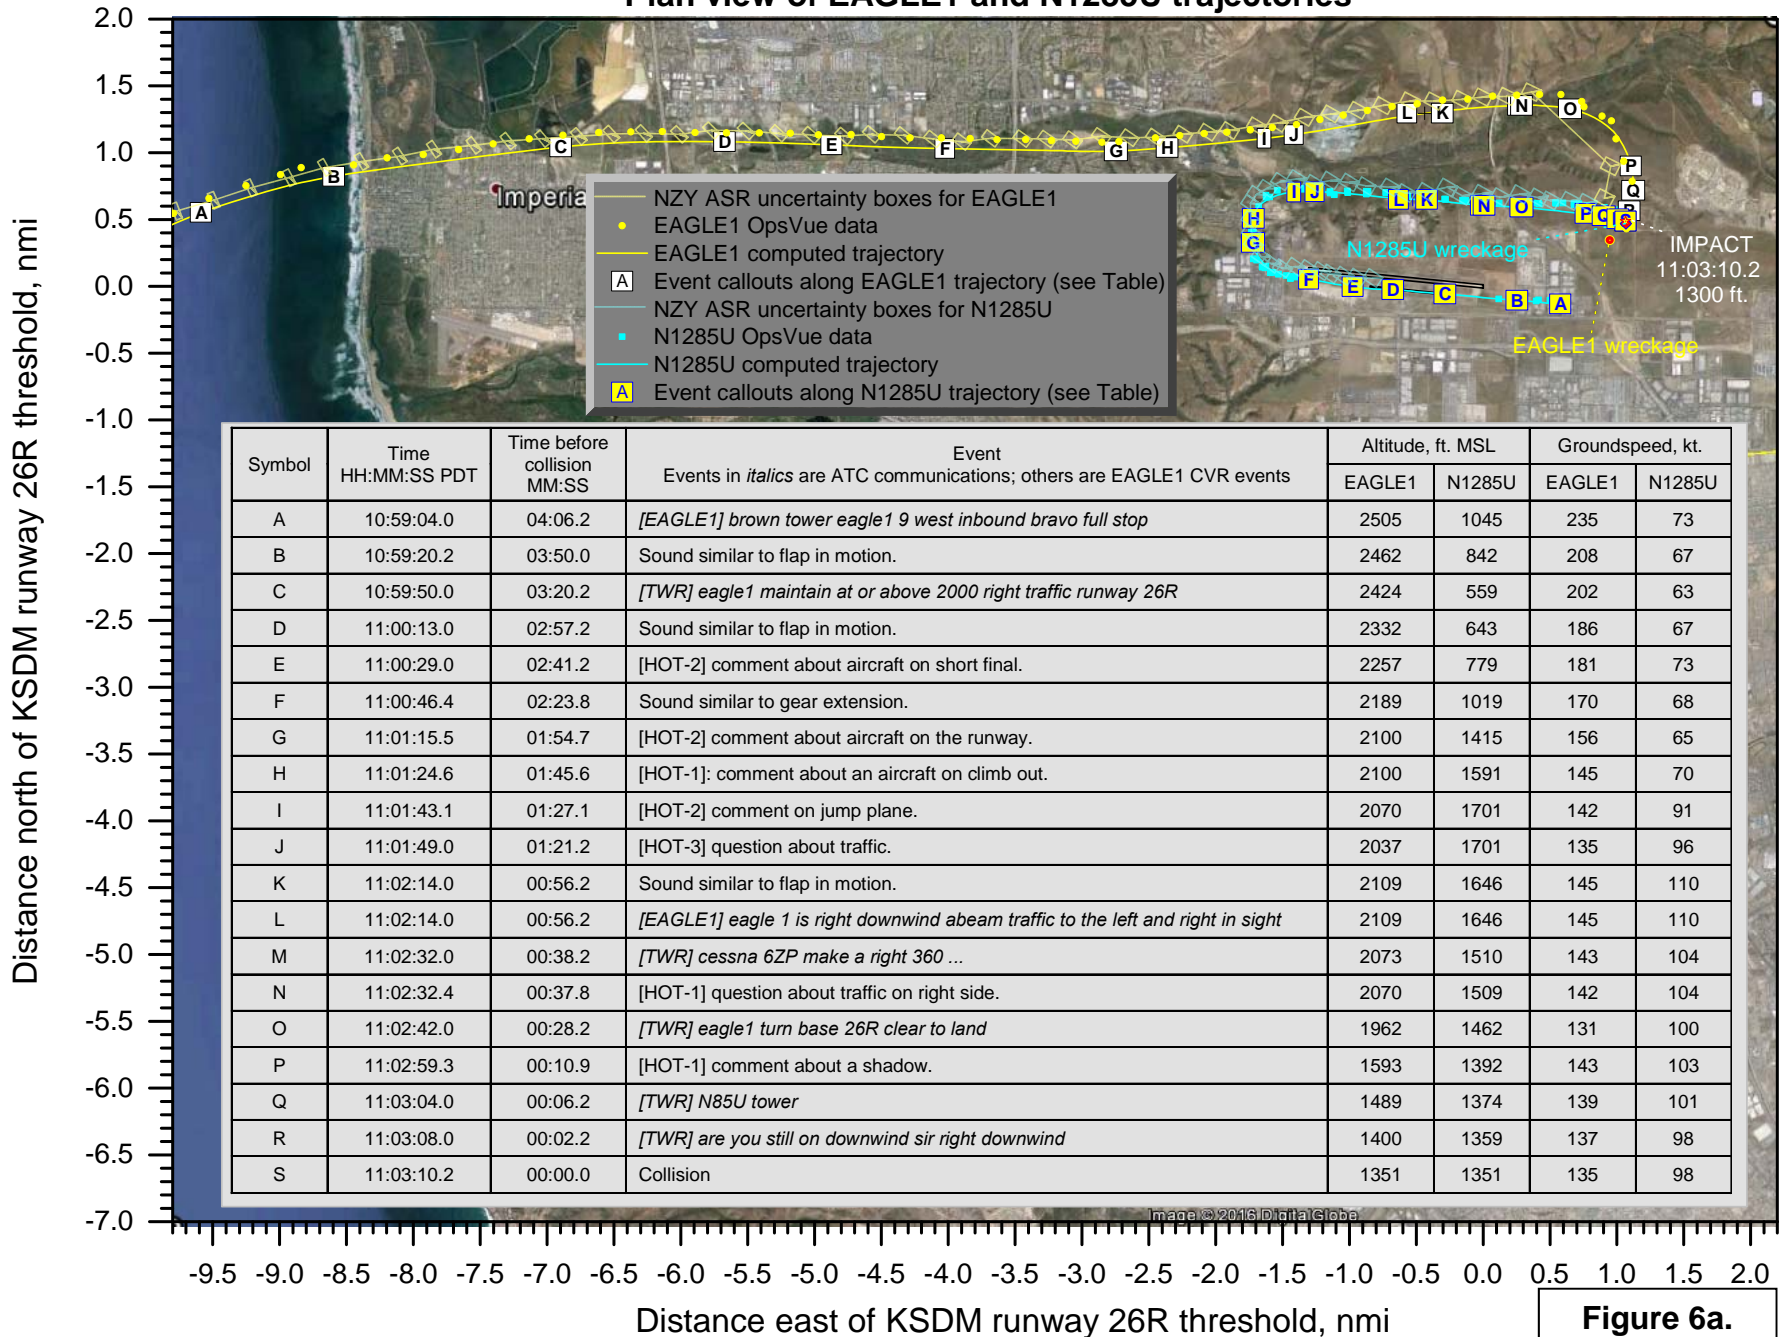 Plan view of EAGLE1 and N1285U trajectories
2.0
1.5
1.0
0.5
0.0
-0.5
-1.0
-1.5
-2.0
-2.5
-3.0
-3.5
-4.0
-4.5
-5.0
-5.5
-6.0
-6.5
-7.0
Distance north of KSDM runway 26R threshold, nmi
A B C D E F G H I J L K N O P Q R
Imperia
H G I J L K N O P Q S
F E D C B A
N1285U wreckage
IMPACT
11:03:10.2
1300 ft.
EAGLE1 wreckage
NZY ASR uncertainty boxes for EAGLE1
EAGLE1 OpsVue data
EAGLE1 computed trajectory
A Event callouts along EAGLE1 trajectory (see Table)
NZY ASR uncertainty boxes for N1285U
N1285U OpsVue data
N1285U computed trajectory
A Event callouts along N1285U trajectory (see Table)
Symbol Time HH:MM:SS PDT Time before collision MM:SS Event Events in italics are ATC communications; others are EAGLE1 CVR events Altitude, ft. MSL Groundspeed, kt.
EAGLE1 N1285U EAGLE1 N1285U
A 10:59:04.0 04:06.2 [EAGLE1] brown tower eagle1 9 west inbound bravo full stop 2505 1045 235 73
B 10:59:20.2 03:50.0 Sound similar to flap in motion. 2462 842 208 67
C 10:59:50.0 03:20.2 [TWR] eagle1 maintain at or above 2000 right traffic runway 26R 2424 559 202 63
D 11:00:13.0 02:57.2 Sound similar to flap in motion. 2332 643 186 67
E 11:00:29.0 02:41.2 [HOT-2] comment about aircraft on short final. 2257 779 181 73
F 11:00:46.4 02:23.8 Sound similar to gear extension. 2189 1019 170 68
G 11:01:15.5 01:54.7 [HOT-2] comment about aircraft on the runway. 2100 1415 156 65
H 11:01:24.6 01:45.6 [HOT-1]: comment about an aircraft on climb out. 2100 1591 145 70
I 11:01:43.1 01:27.1 [HOT-2] comment on jump plane. 2070 1701 142 91
J 11:01:49.0 01:21.2 [HOT-3] question about traffic. 2037 1701 135 96
K 11:02:14.0 00:56.2 Sound similar to flap in motion. 2109 1646 145 110
L 11:02:14.0 00:56.2 [EAGLE1] eagle 1 is right downwind abeam traffic to the left and right in sight 2109 1646 145 110
M 11:02:32.0 00:38.2 [TWR] cessna 6ZP make a right 360 ... 2073 1510 143 104
N 11:02:32.4 00:37.8 [HOT-1] question about traffic on right side. 2070 1509 142 104
O 11:02:42.0 00:28.2 [TWR] eagle1 turn base 26R clear to land 1962 1462 131 100
P 11:02:59.3 00:10.9 [HOT-1] comment about a shadow. 1593 1392 143 103
Q 11:03:04.0 00:06.2 [TWR] N85U tower 1489 1374 139 101
R 11:03:08.0 00:02.2 [TWR] are you still on downwind sir right downwind 1400 1359 137 98
S 11:03:10.2 00:00.0 Collision 1351 1351 135 98
Image © 2016 DigitalGlobe
-9.5 -9.0 -8.5 -8.0 -7.5 -7.0 -6.5 -6.0 -5.5 -5.0 -4.5 -4.0 -3.5 -3.0 -2.5 -2.0 -1.5 -1.0 -0.5 0.0 0.5 1.0 1.5 2.0
Distance east of KSDM runway 26R threshold, nmi
Figure 6a.